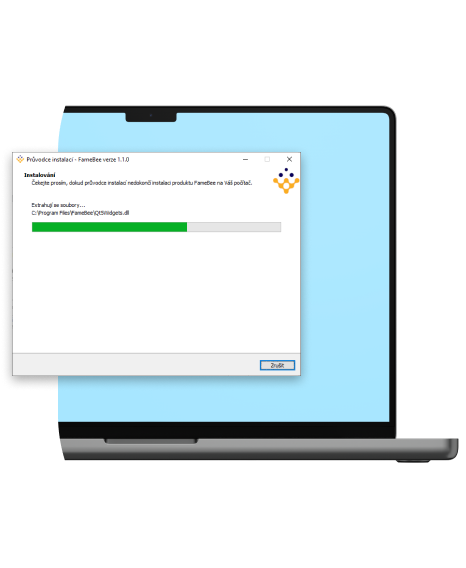 Průvodce instalací - FameBee verze 1.1.0
Instalování
Čekejte prosím, dokud průvodce instalací nedokončí instalaci produktu FameBee na Váš počítač.
Extrahují se soubory...
C:\Program Files\FameBee\Qt5Widgets.dll
Zrušit